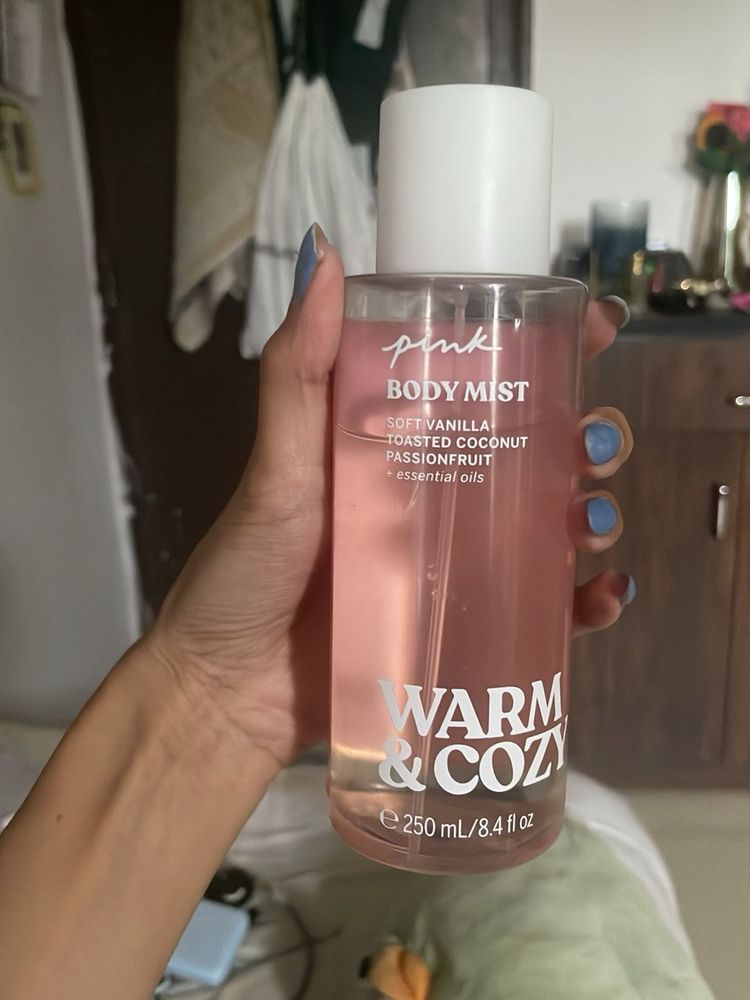 pink
BODY MIST
SOFT VANILLA
TOASTED COCONUT
PASSIONFRUIT
+ essential oils
WARM
& COZY
℮ 250 mL/8.4 fl oz